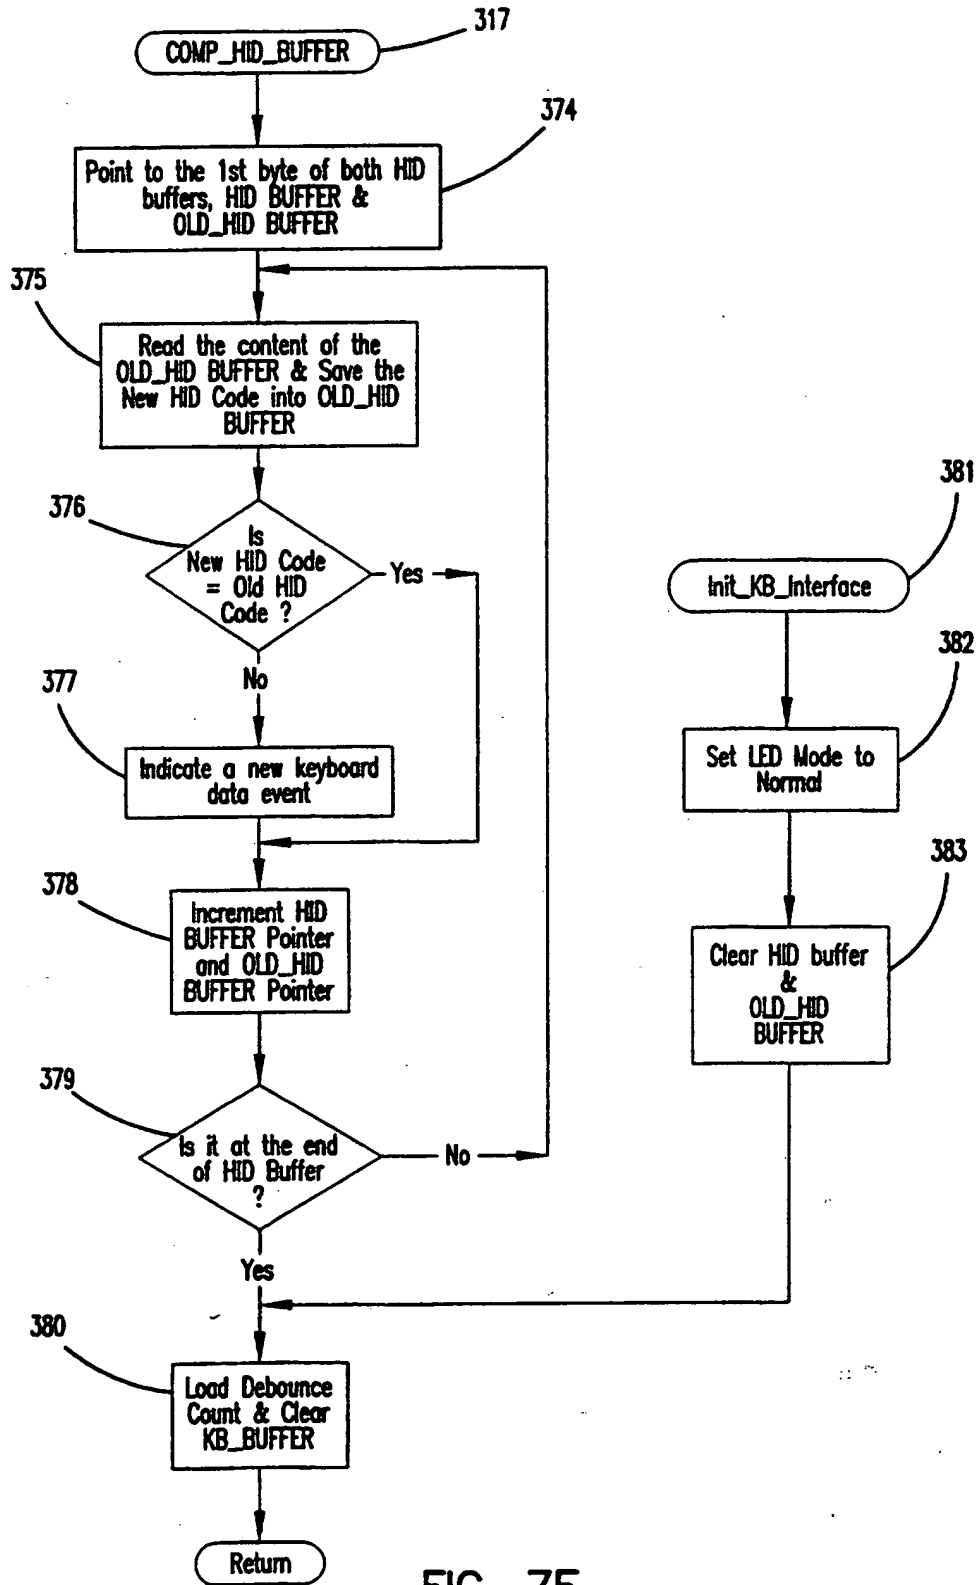 317
COMP_HID_BUFFER
374
Point to the 1st byte of both HID
buffers, HID BUFFER &
OLD_HID BUFFER
375
Read the content of the
OLD_HID BUFFER & Save the
New HID Code into OLD_HID
BUFFER
376
Is
New HID Code
= Old HID
Code ?
Yes
No
377
Indicate a new keyboard
data event
378
Increment HID
BUFFER Pointer
and OLD_HID
BUFFER Pointer
379
Is it at the end
of HID Buffer
?
No
Yes
380
Load Debounce
Count & Clear
KB_BUFFER
Return
381
Init_KB_Interface
382
Set LED Mode to
Normal
383
Clear HID buffer
&
OLD_HID
BUFFER